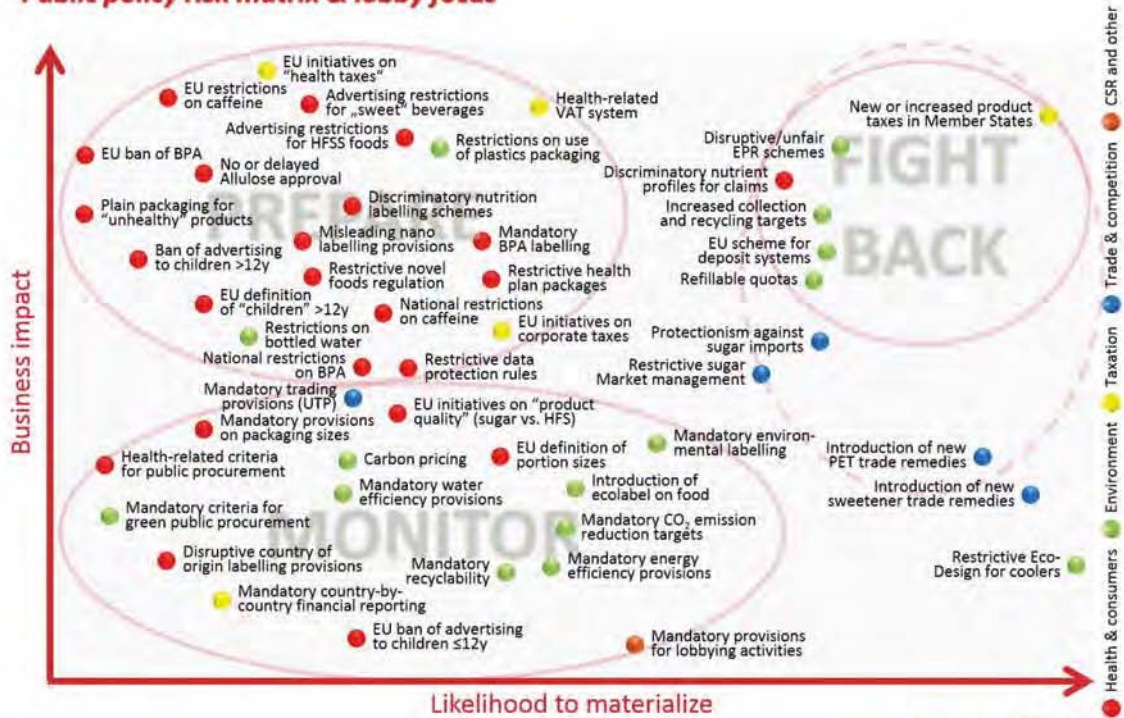 Public policy risk matrix & lobby focus
EU initiatives on
"health taxes"
EU restrictions
on caffeine
Advertising restrictions
for „sweet" beverages
Health-related
VAT system
New or increased product
taxes in Member States
Advertising restrictions
for HFSS foods
Restrictions on use
of plastics packaging
Disruptive/unfair
EPR schemes
EU ban of BPA
No or delayed
Allulose approval
Discriminatory nutrient
profiles for claims
FIGHT
BACK
Plain packaging for
"unhealthy" products
PREPARE
Discriminatory nutrition
labelling schemes
Increased collection
and recycling targets
Misleading nano
labelling provisions
Mandatory
BPA labelling
EU scheme for
deposit systems
Ban of advertising
to children >12y
Restrictive novel
foods regulation
Restrictive health
plan packages
Refillable quotas
EU definition
of "children" >12y
National restrictions
on caffeine
Restrictions on
bottled water
EU initiatives on
corporate taxes
Protectionism against
sugar imports
National restrictions
on BPA
Restrictive data
protection rules
Restrictive sugar
Market management
Mandatory trading
provisions (UTP)
EU initiatives on "product
quality" (sugar vs. HFS)
Mandatory provisions
on packaging sizes
Mandatory environ-
mental labelling
Health-related criteria
for public procurement
Carbon pricing
EU definition of
portion sizes
Introduction of new
PET trade remedies
Mandatory water
efficiency provisions
Introduction of
ecolabel on food
Introduction of new
sweetener trade remedies
Mandatory criteria for
green public procurement
MONITOR
Mandatory CO₂ emission
reduction targets
Disruptive country of
origin labelling provisions
Mandatory
recyclability
Mandatory energy
efficiency provisions
Restrictive Eco-
Design for coolers
Mandatory country-by-
country financial reporting
EU ban of advertising
to children ≤12y
Mandatory provisions
for lobbying activities
Business impact
Likelihood to materialize
Health & consumers
Environment
Taxation
Trade & competition
CSR and other